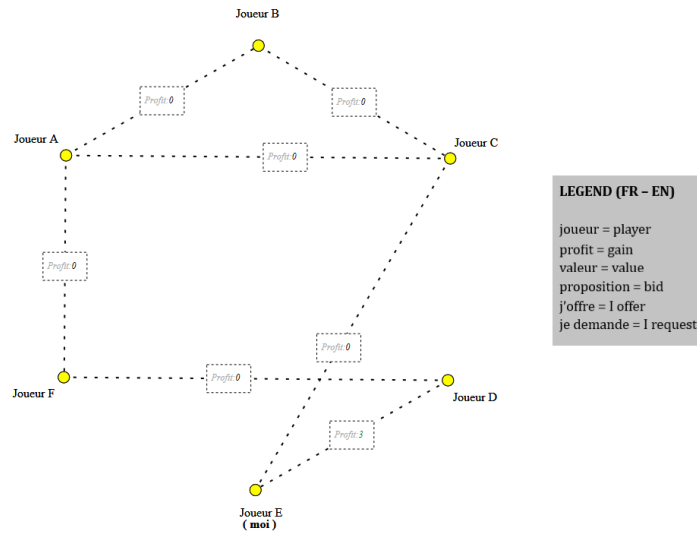 Joueur B
Profit:0
Profit:0
Joueur A
Joueur C
Profit:0
Profit:0
Profit:0
Profit:0
Joueur F
Joueur D
Profit:3
Joueur E
( moi )
LEGEND (FR – EN)
joueur = player
profit = gain
valeur = value
proposition = bid
j'offre = I offer
je demande = I request